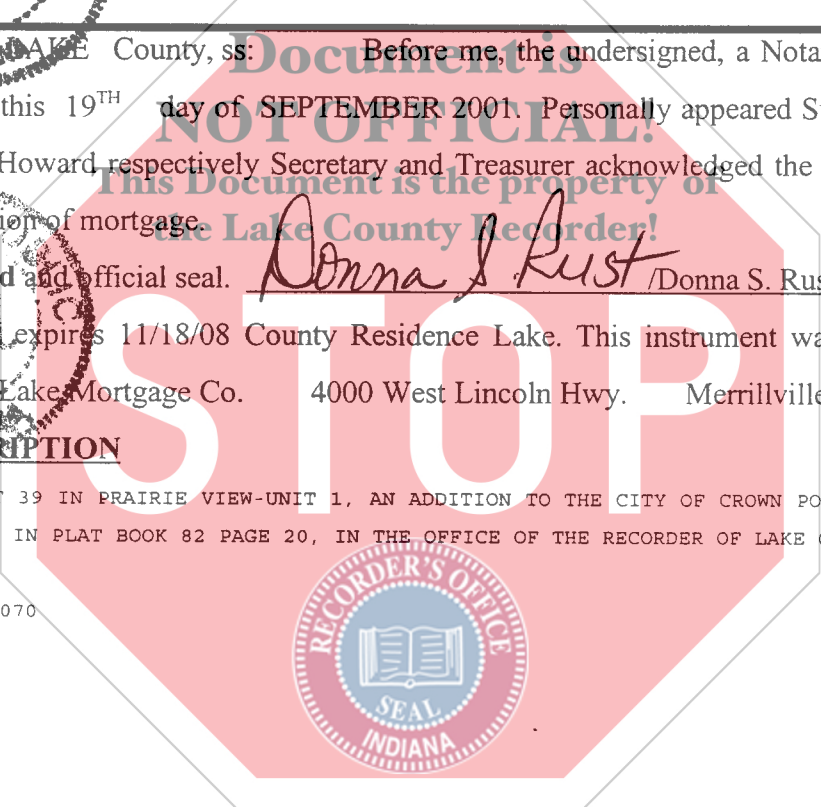 LAKE County, ss: Before me, the undersigned, a Nota
this 19TH day of SEPTEMBER 2001. Personally appeared S
Howard respectively Secretary and Treasurer acknowledged the
ion of mortgage.
d and official seal. Donna S Rust /Donna S. Rus
expires 11/18/08 County Residence Lake. This instrument wa
Lake Mortgage Co. 4000 West Lincoln Hwy. Merrillville
RIPTION
39 IN PRAIRIE VIEW-UNIT 1, AN ADDITION TO THE CITY OF CROWN PO
IN PLAT BOOK 82 PAGE 20, IN THE OFFICE OF THE RECORDER OF LAKE
070
Document is
NOT OFFICIAL!
This Document is the property of
the Lake County Recorder!
STOP
RECORDER'S OFFICE
SEAL
INDIANA